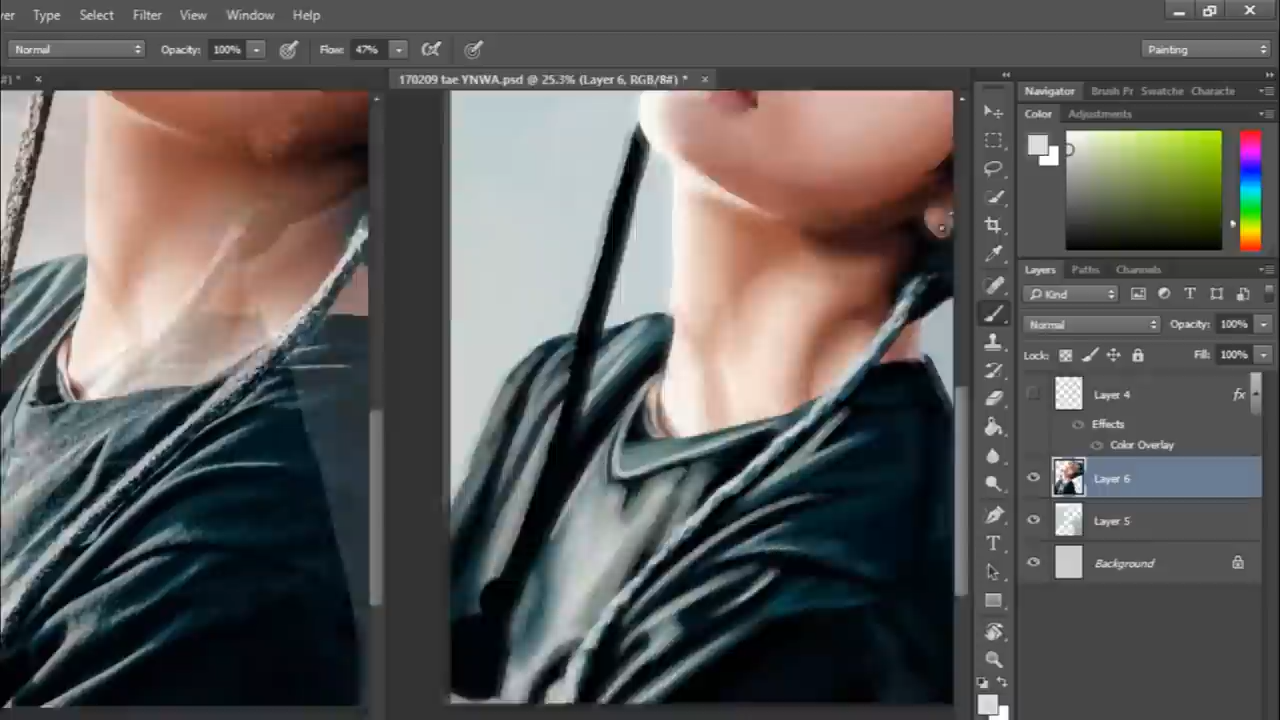 er Type Select Filter View Window Help
Normal Opacity: 100% Flow: 47% Painting
#) * × 170209 tae YNWA.psd @ 25.3% (Layer 6, RGB/8#) * ×
Navigator Brush Pr Swatche Characte
Color Adjustments
Layers Paths Channels
Kind
Normal Opacity: 100%
Lock: Fill: 100%
Layer 4 fx
Effects
Color Overlay
Layer 6
Layer 5
Background